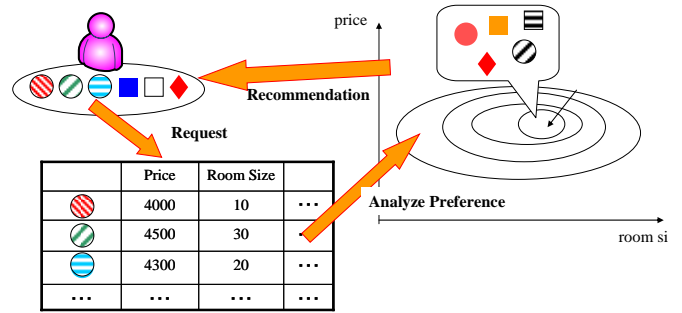 price
Recommendation
Request
Price Room Size
4000 10 ...
4500 30 ...
4300 20 ...
... ... ... ...
Analyze Preference
room si